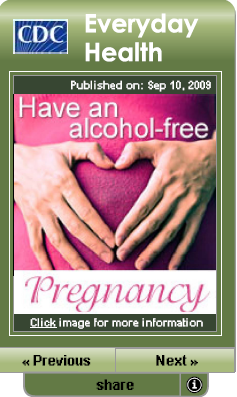 CDC
Everyday
Health
Published on: Sep 10, 2009
Have an
alcohol-free
Pregnancy
Click image for more information
« Previous
Next »
share
i